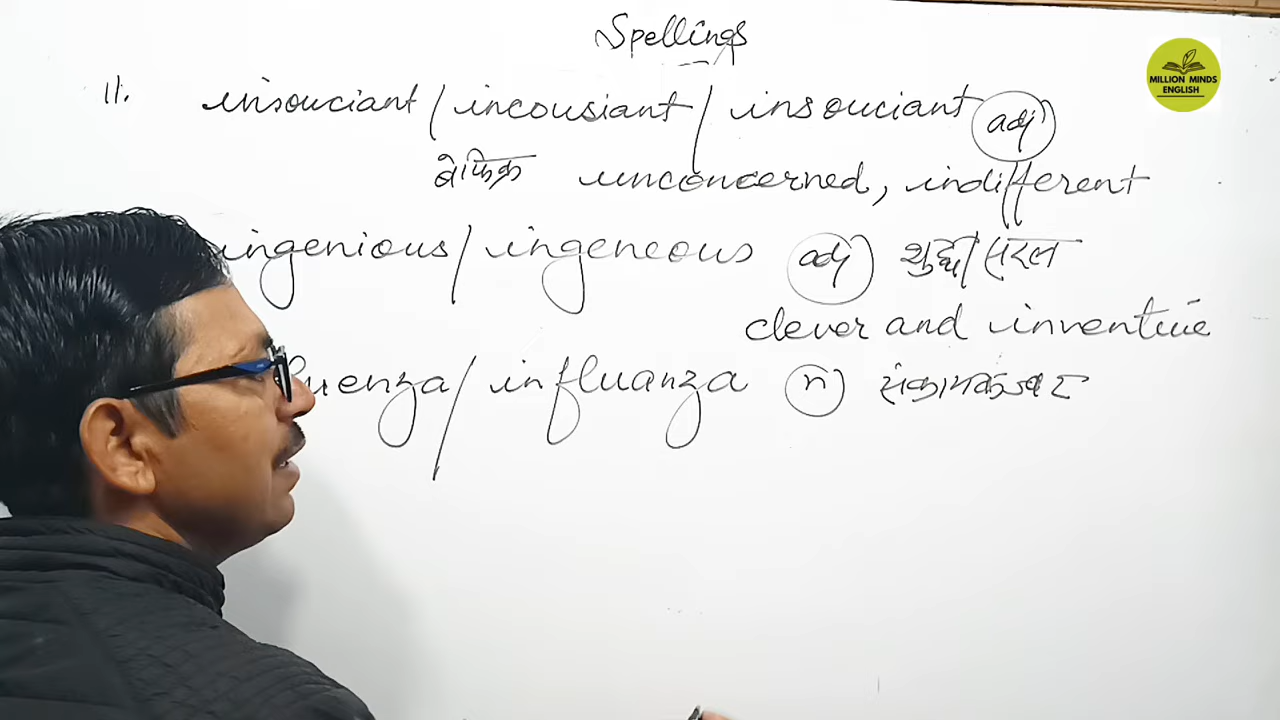 Spellings
MILLION MINDS
ENGLISH
11. insouciant / incousiant / insouciant adj
बेफिक्र unconcerned, indifferent
ingenious / ingeneous adj शुद्ध / सरल
clever and inventive
luenza / influanza n संक्रामक ज्वर